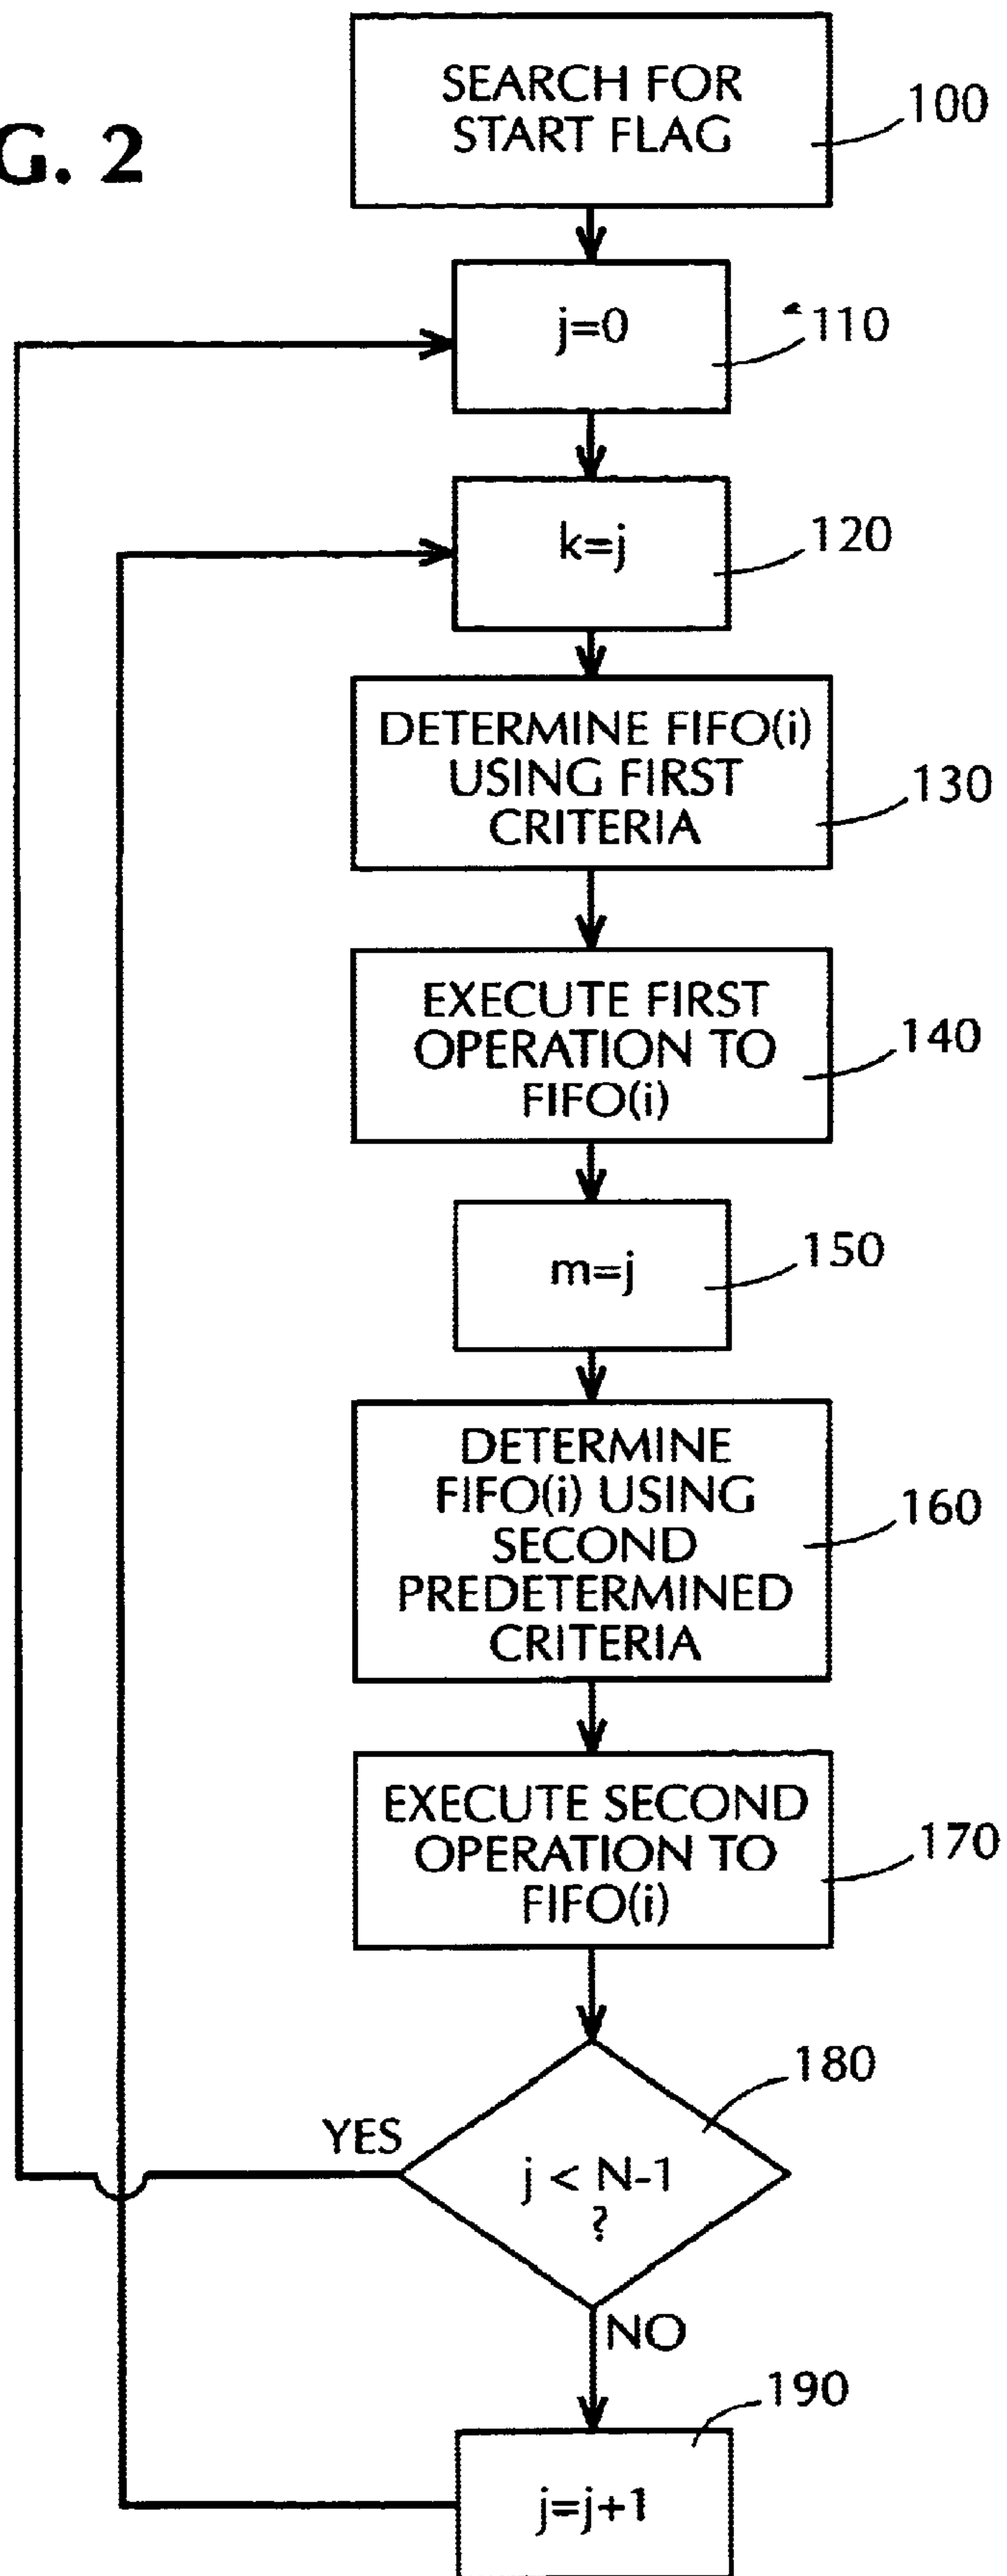 G. 2
SEARCH FOR
START FLAG
100
j=0
110
k=j
120
DETERMINE FIFO(i)
USING FIRST
CRITERIA
130
EXECUTE FIRST
OPERATION TO
FIFO(i)
140
m=j
150
DETERMINE
FIFO(i) USING
SECOND
PREDETERMINED
CRITERIA
160
EXECUTE SECOND
OPERATION TO
FIFO(i)
170
180
YES
j < N-1
?
NO
190
j=j+1